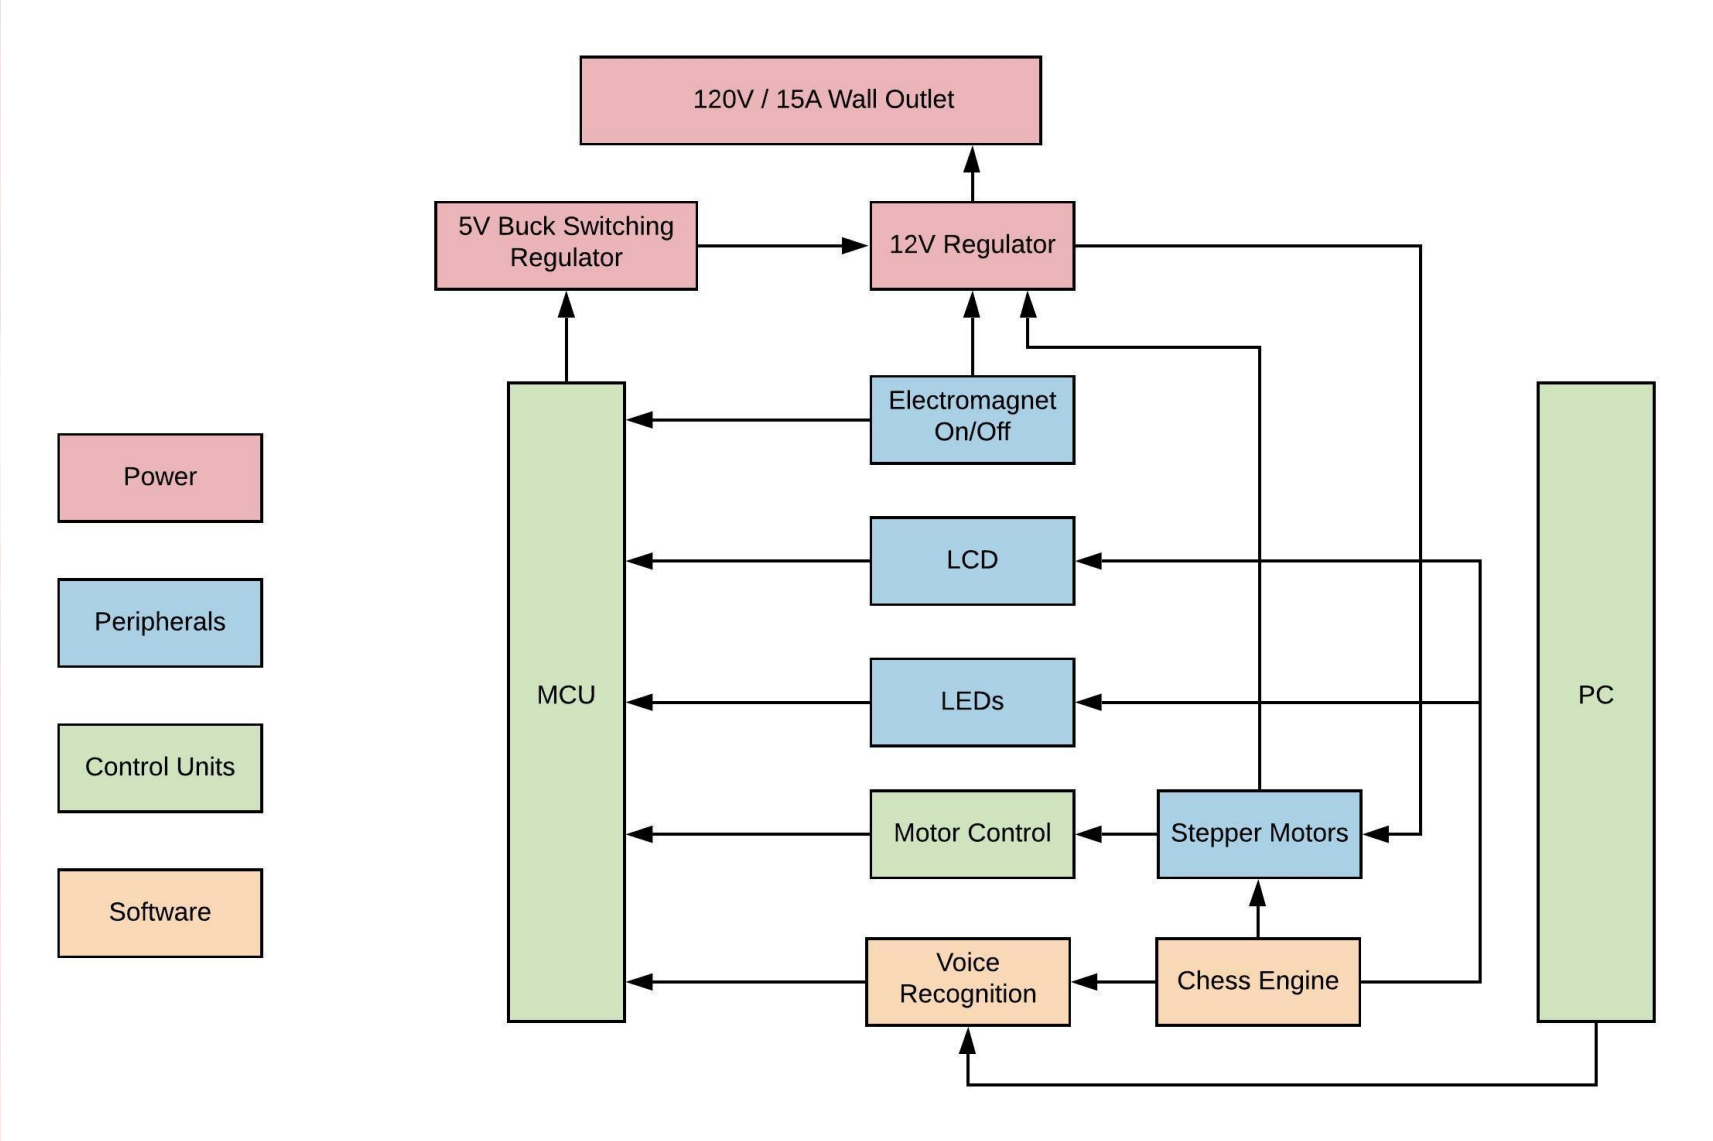 120V / 15A Wall Outlet
5V Buck Switching
Regulator
12V Regulator
Electromagnet
On/Off
Power
LCD
Peripherals
MCU
LEDs
PC
Control Units
Motor Control
Stepper Motors
Software
Voice
Recognition
Chess Engine